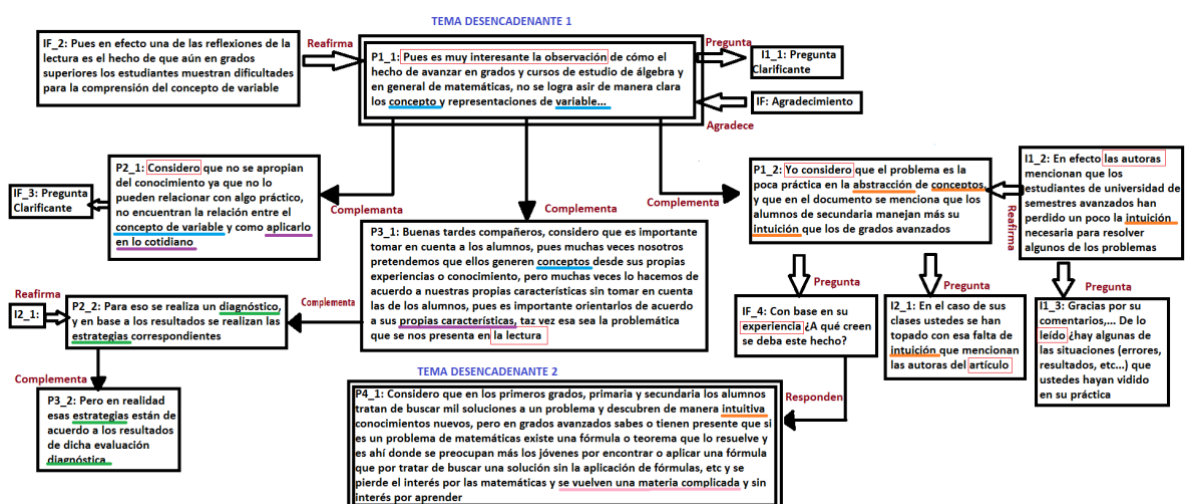 TEMA DESENCADENANTE 1
IF_2: Pues en efecto una de las reflexiones de la
lectura es el hecho de que aún en grados
superiores los estudiantes muestran dificultades
para la comprensión del concepto de variable
Reafirma
P1_1: Pues es muy interesante la observación de cómo el
hecho de avanzar en grados y cursos de estudio de álgebra y
en general de matemáticas, no se logra asir de manera clara
los concepto y representaciones de variable...
Pregunta
I1_1: Pregunta
Clarificante
IF: Agradecimiento
Agradece
IF_3: Pregunta
Clarificante
P2_1: Considero que no se apropian
del conocimiento ya que no lo
pueden relacionar con algo práctico,
no encuentran la relación entre el
concepto de variable y como aplicarlo
en lo cotidiano
Complemanta
Complementa
Complementa
P3_1: Buenas tardes compañeros, considero que es importante
tomar en cuenta a los alumnos, pues muchas veces nosotros
pretendemos que ellos generen conceptos desde sus propias
experiencias o conocimiento, pero muchas veces lo hacemos de
acuerdo a nuestras propias características sin tomar en cuenta
las de los alumnos, pues es importante orientarlos de acuerdo
a sus propias características, taz vez esa sea la problemática
que se nos presenta en la lectura
P1_2: Yo considero que el problema es la
poca práctica en la abstracción de conceptos
y que en el documento se menciona que los
alumnos de secundaria manejan más su
intuición que los de grados avanzados
Reafirma
I1_2: En efecto las autoras
mencionan que los
estudiantes de universidad de
semestres avanzados han
perdido un poco la intuición
necesaria para resolver
algunos de los problemas
Reafirma
I2_1:
P2_2: Para eso se realiza un diagnóstico,
y en base a los resultados se realizan las
estrategias correspondientes
Complementa
Complementa
P3_2: Pero en realidad
esas estrategias están de
acuerdo a los resultados
de dicha evaluación
diagnóstica
Pregunta
IF_4: Con base en su
experiencia ¿A qué creen
se deba este hecho?
Pregunta
I2_1: En el caso de sus
clases ustedes se han
topado con esa falta de
intuición que mencionan
las autoras del artículo
Pregunta
I1_3: Gracias por su
comentarios,... De lo
leído ¿hay algunas de
las situaciones (errores,
resultados, etc...) que
ustedes hayan vidido
en su práctica
Responden
TEMA DESENCADENANTE 2
P4_1: Considero que en los primeros grados, primaria y secundaria los alumnos
tratan de buscar mil soluciones a un problema y descubren de manera intuitiva
conocimientos nuevos, pero en grados avanzados sabes o tienen presente que si
es un problema de matemáticas existe una fórmula o teorema que lo resuelve y
es ahí donde se preocupan más los jóvenes por encontrar o aplicar una fórmula
que por tratar de buscar una solución sin la aplicación de fórmulas, etc y se
pierde el interés por las matemáticas y se vuelven una materia complicada y sin
interés por aprender